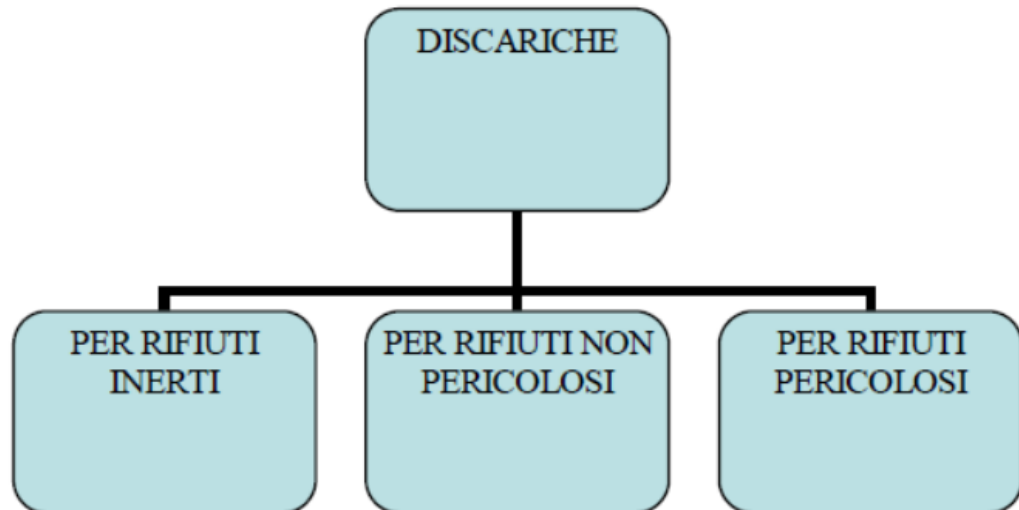 DISCARICHE
PER RIFIUTI
INERTI
PER RIFIUTI NON
PERICOLOSI
PER RIFIUTI
PERICOLOSI